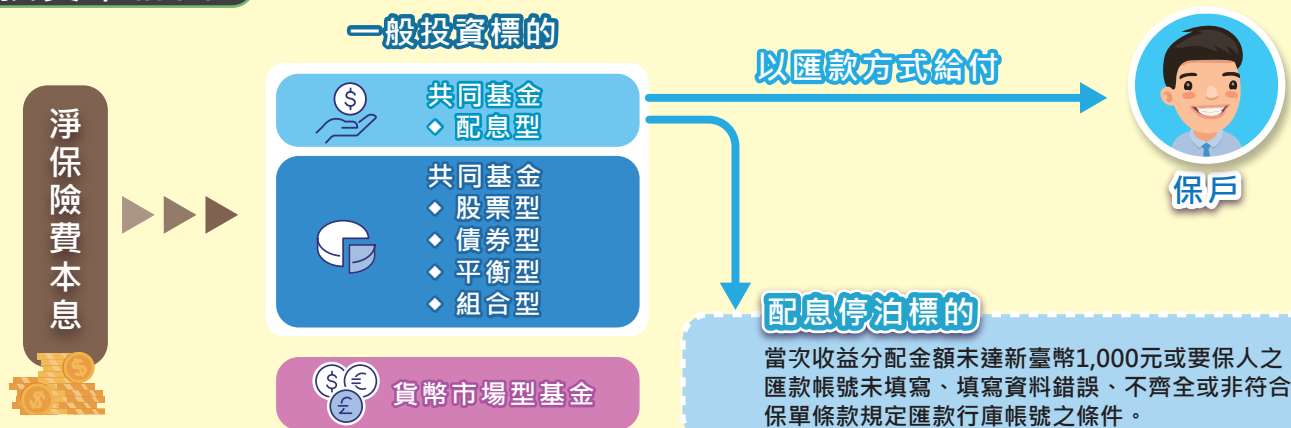 淨保險費本息
一般投資標的
共同基金
◆ 配息型
共同基金
◆ 股票型
◆ 債券型
◆ 平衡型
◆ 組合型
貨幣市場型基金
以匯款方式給付
保戶
配息停泊標的
當次收益分配金額未達新臺幣1,000元或要保人之
匯款帳號未填寫、填寫資料錯誤、不齊全或非符合
保單條款規定匯款行庫帳號之條件。